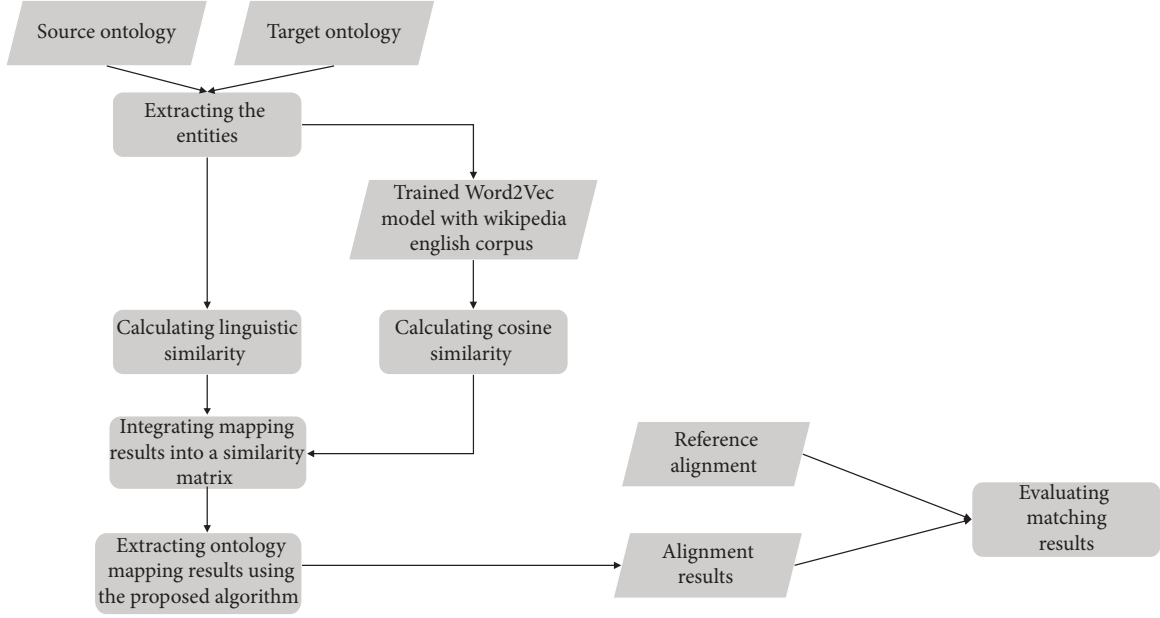 Source ontology
Target ontology
Extracting the
entities
Trained Word2Vec
model with wikipedia
english corpus
Calculating linguistic
similarity
Calculating cosine
similarity
Integrating mapping
results into a similarity
matrix
Extracting ontology
mapping results using
the proposed algorithm
Reference
alignment
Alignment
results
Evaluating
matching
results